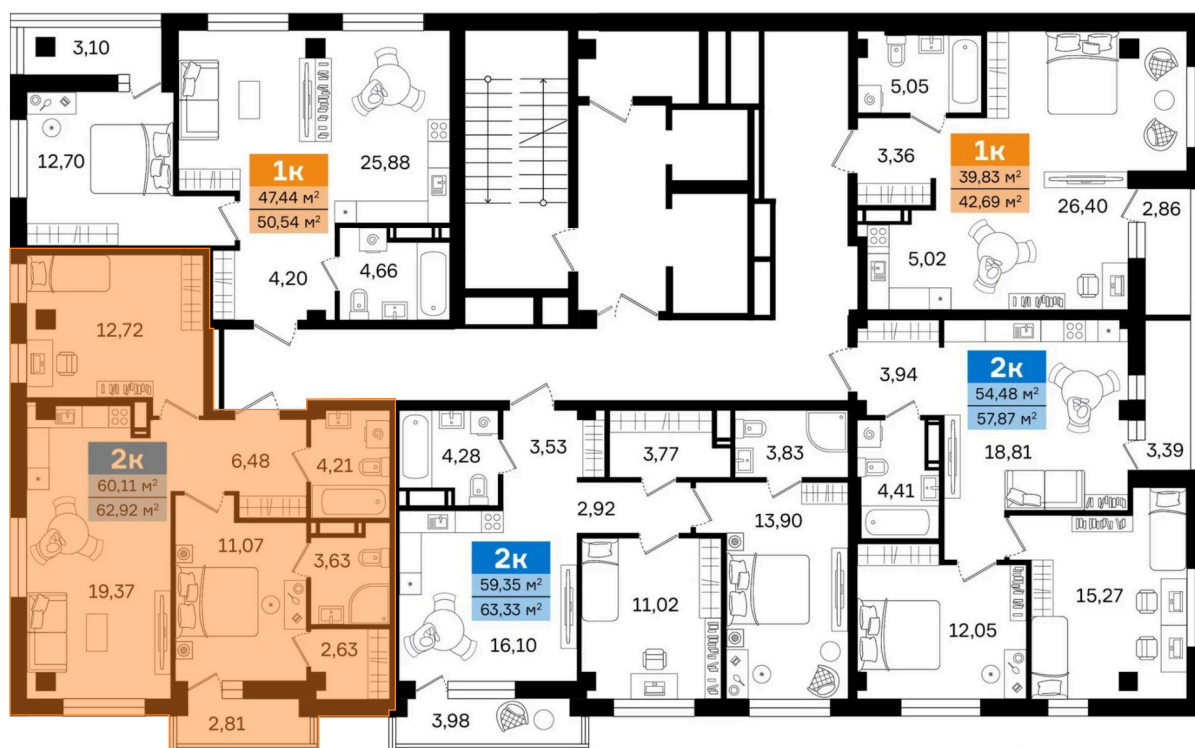 3,10
12,70
25,88
1к
47,44 м²
50,54 м²
4,20
4,66
5,05
3,36
1к
39,83 м²
42,69 м²
26,40
2,86
5,02
12,72
2к
60,11 м²
62,92 м²
6,48
4,21
11,07
3,63
19,37
2,63
2,81
4,28
3,53
3,77
3,83
2,92
13,90
2к
59,35 м²
63,33 м²
11,02
16,10
3,98
3,94
2к
54,48 м²
57,87 м²
18,81
3,39
4,41
12,05
15,27